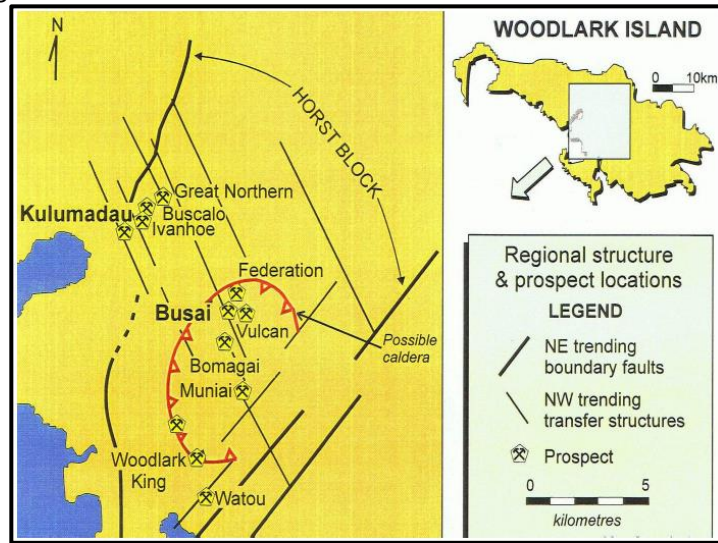 N
HORST BLOCK
Great Northern
Buscalo
Kulumadau
Ivanhoe
Federation
Busai
Vulcan
Possible
caldera
Bomagai
Muniai
Woodlark
King
Watou
WOODLARK ISLAND
0 10km
Regional structure
& prospect locations
LEGEND
NE trending
boundary faults
NW trending
transfer structures
Prospect
0 5
kilometres